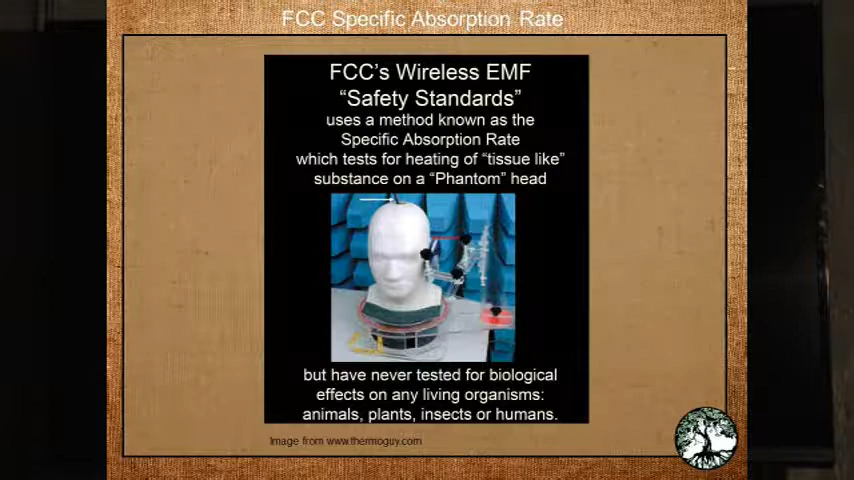 FCC Specific Absorption Rate
FCC's Wireless EMF
“Safety Standards”
uses a method known as the
Specific Absorption Rate
which tests for heating of “tissue like”
substance on a “Phantom” head
but have never tested for biological
effects on any living organisms:
animals, plants, insects or humans.
Image from www.thermoguy.com